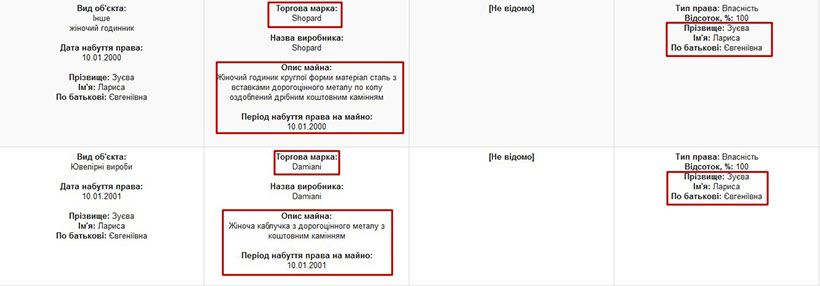 Вид об'єкта:
Інше
жіночий годинник
Дата набуття права:
10.01.2000
Прізвище: Зуєва
Ім'я: Лариса
По батькові: Євгеніївна
Торгова марка:
Shopard
Назва виробника:
Shopard
Опис майна:
Жіночий годиник круглої форми матеріал сталь з
вставками дорогоцінного металу по колу
оздоблений дрібним коштовним камінням
Період набуття права на майно:
10.01.2000
[Не відомо]
Тип права: Власність
Відсоток, %: 100
Прізвище: Зуєва
Ім'я: Лариса
По батькові: Євгеніївна
Вид об'єкта:
Ювелірні вироби
Дата набуття права:
10.01.2001
Прізвище: Зуєва
Ім'я: Лариса
По батькові: Євгеніївна
Торгова марка:
Damiani
Назва виробника:
Damiani
Опис майна:
Жіноча каблучка з дорогоцінного металу з
коштовним камінням
Період набуття права на майно:
10.01.2001
[Не відомо]
Тип права: Власність
Відсоток, %: 100
Прізвище: Зуєва
Ім'я: Лариса
По батькові: Євгеніївна